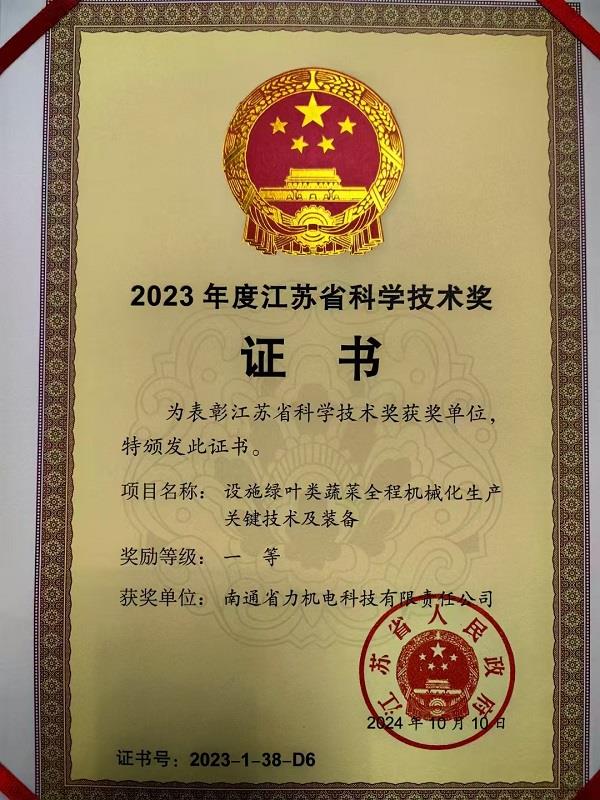 2023 年度江苏省科学技术奖
证 书
为表彰江苏省科学技术奖获奖单位，
特颁发此证书。
项目名称： 设施绿叶类蔬菜全程机械化生产
关键技术及装备
奖励等级： 一 等
获奖单位： 南通省力机电科技有限责任公司
江苏省人民政府
2024 年 10 月 10 日
证书号：2023-1-38-D6